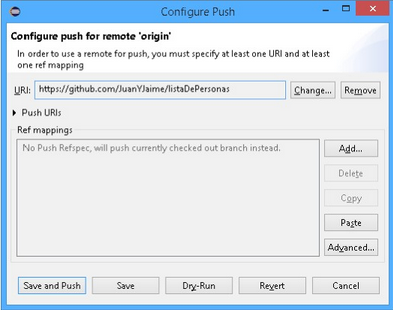 Configure Push
Configure push for remote 'origin'
In order to use a remote for push, you must specify at least one URI and at least
one ref mapping
URI: https://github.com/JuanYJaime/listaDePersonas Change... Remove
Push URIs
Ref mappings
No Push Refspec, will push currently checked out branch instead.
Add...
Delete
Copy
Paste
Advanced...
Save and Push Save Dry-Run Revert Cancel